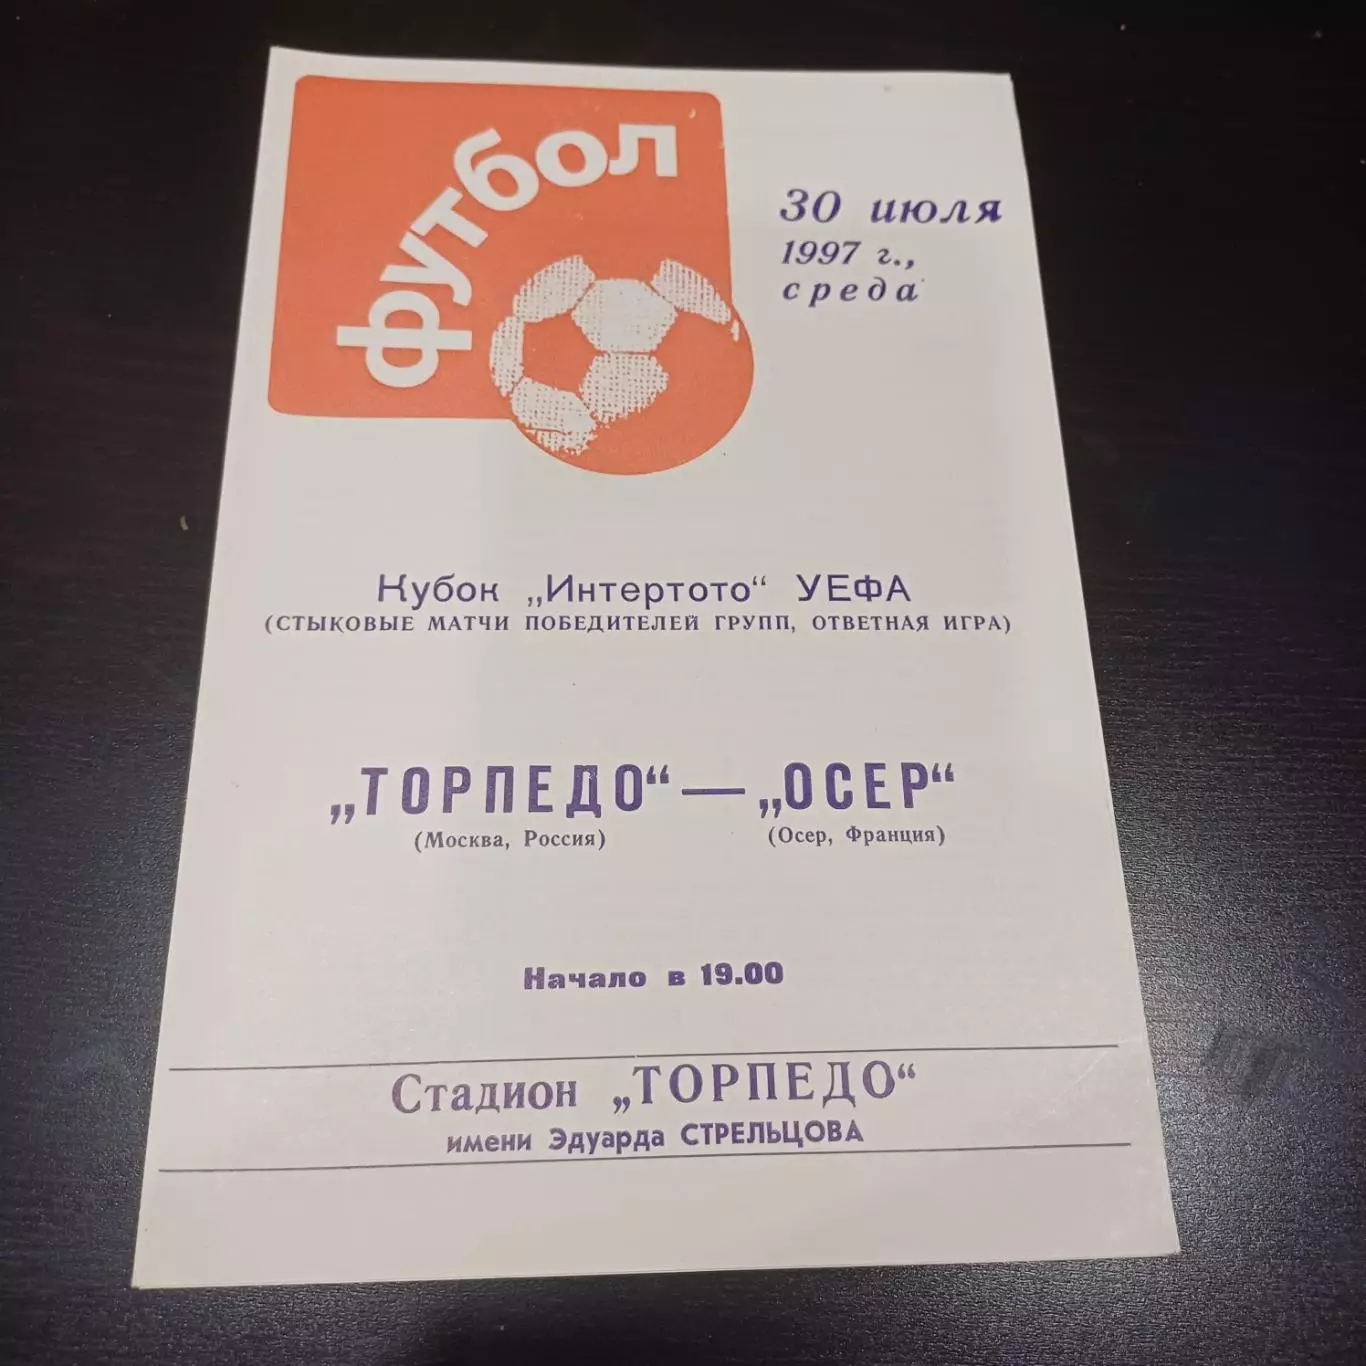 футбол
30 июля
1997 г.,
среда
Кубок „Интертото“ УЕФА
(СТЫКОВЫЕ МАТЧИ ПОБЕДИТЕЛЕЙ ГРУПП, ОТВЕТНАЯ ИГРА)
„ТОРПЕДО“ — „ОСЕР“
(Москва, Россия) (Осер, Франция)
Начало в 19.00
Стадион „ТОРПЕДО“
имени Эдуарда СТРЕЛЬЦОВА